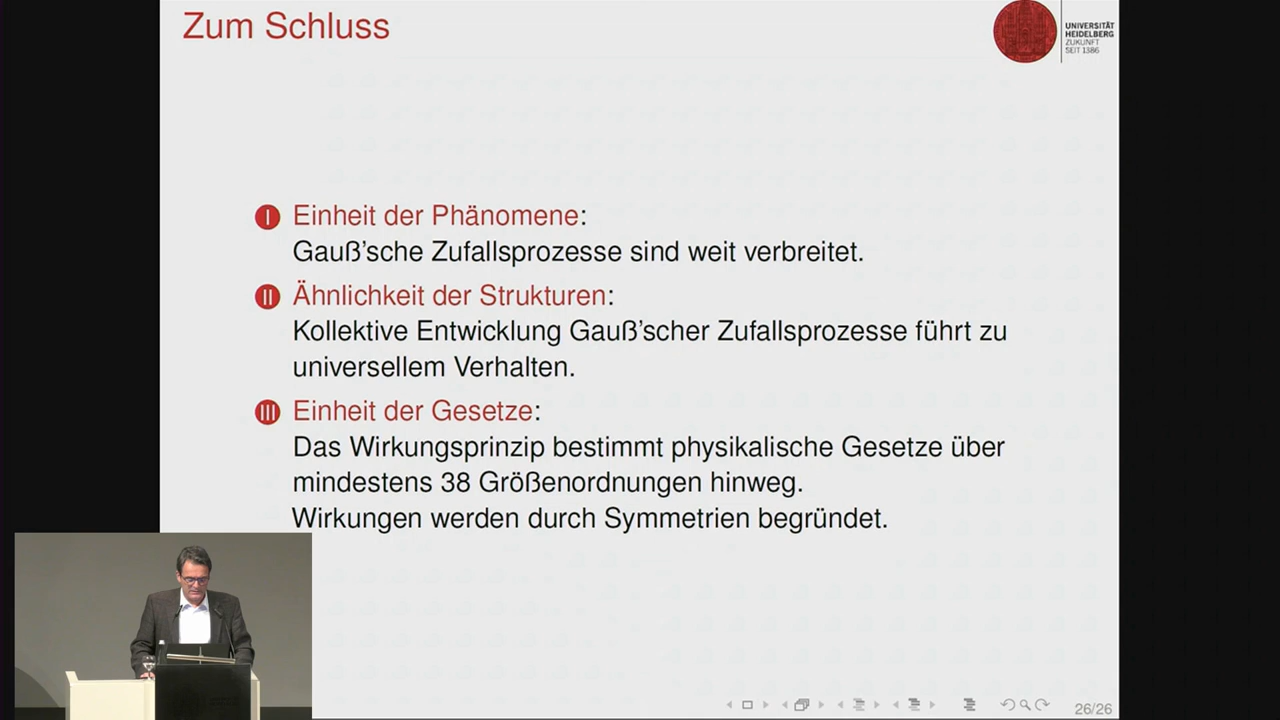 Zum Schluss
UNIVERSITÄT
HEIDELBERG
ZUKUNFT
SEIT 1386
I Einheit der Phänomene:
Gauß'sche Zufallsprozesse sind weit verbreitet.
II Ähnlichkeit der Strukturen:
Kollektive Entwicklung Gauß'scher Zufallsprozesse führt zu
universellem Verhalten.
III Einheit der Gesetze:
Das Wirkungsprinzip bestimmt physikalische Gesetze über
mindestens 38 Größenordnungen hinweg.
Wirkungen werden durch Symmetrien begründet.
26/26